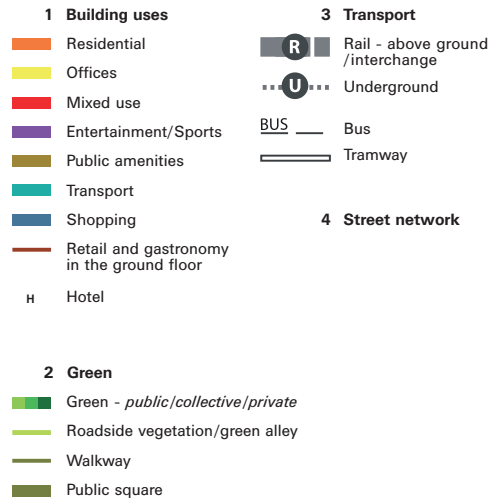 1 Building uses
Residential
Offices
Mixed use
Entertainment/Sports
Public amenities
Transport
Shopping
Retail and gastronomy
in the ground floor
H Hotel
2 Green
Green - public/collective/private
Roadside vegetation/green alley
Walkway
Public square
3 Transport
R Rail - above ground
/interchange
U Underground
BUS Bus
Tramway
4 Street network